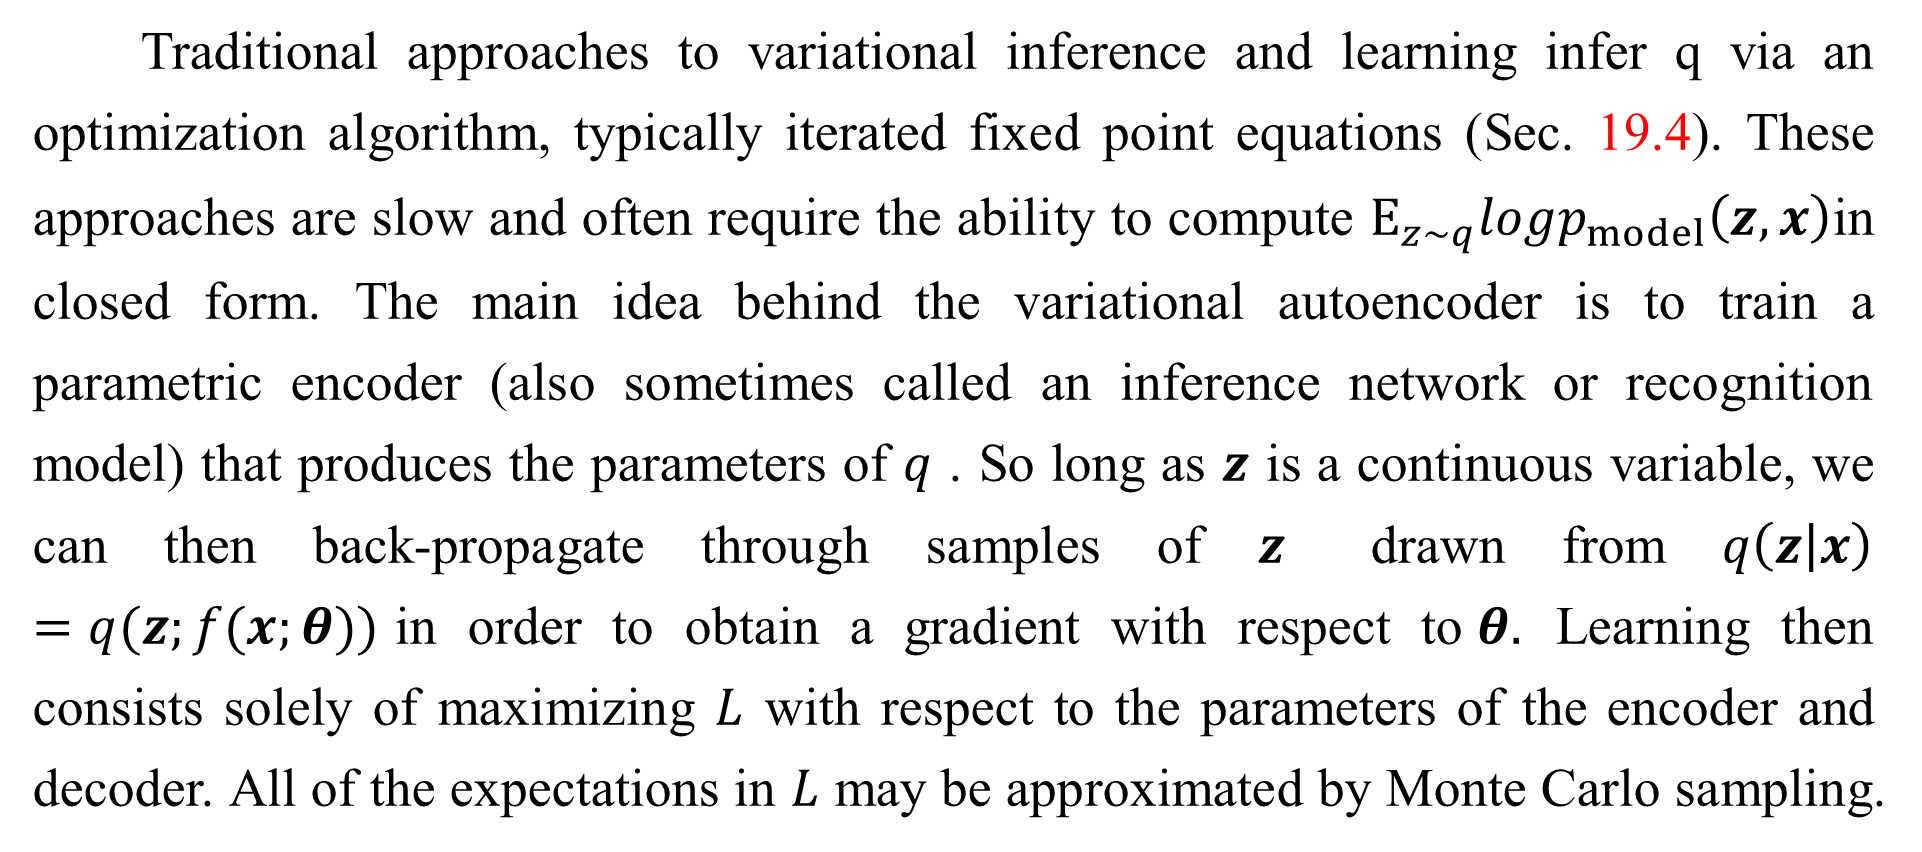 Traditional approaches to variational inference and learning infer q via an
optimization algorithm, typically iterated fixed point equations (Sec. 19.4). These
approaches are slow and often require the ability to compute E_{z~q}logp_{model}(z, x)in
closed form. The main idea behind the variational autoencoder is to train a
parametric encoder (also sometimes called an inference network or recognition
model) that produces the parameters of q . So long as z is a continuous variable, we
can then back-propagate through samples of z drawn from q(z|x)
= q(z; f(x; θ)) in order to obtain a gradient with respect to θ. Learning then
consists solely of maximizing L with respect to the parameters of the encoder and
decoder. All of the expectations in L may be approximated by Monte Carlo sampling.